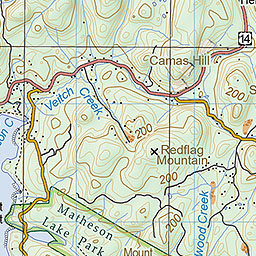 Camas Hill
14
Veitch
Creek
200
200
Redflag
Mountain
200
200
Matheson
Lake Park
wood Creek
Mount